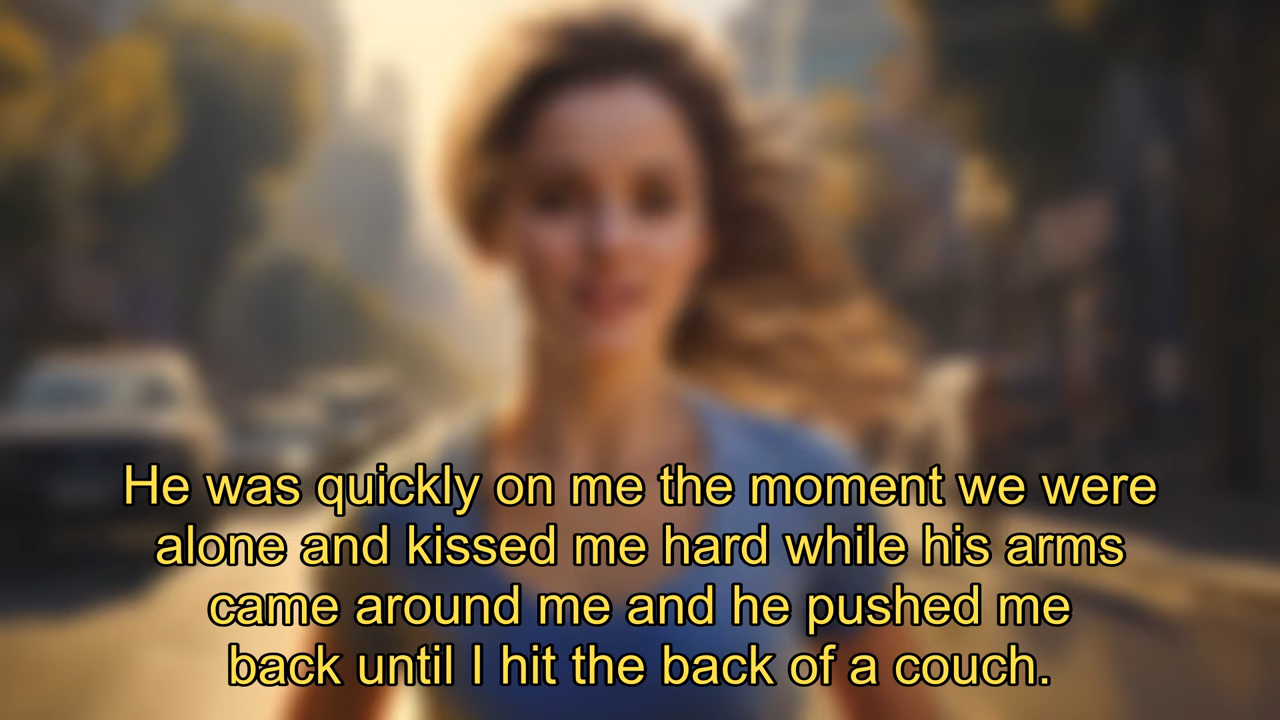 He was quickly on me the moment we were
alone and kissed me hard while his arms
came around me and he pushed me
back until I hit the back of a couch.